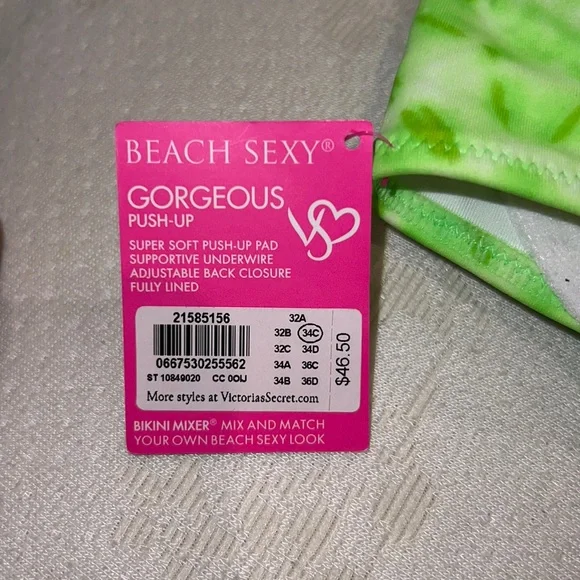 BEACH SEXY®
GORGEOUS
PUSH-UP
VS
SUPER SOFT PUSH-UP PAD
SUPPORTIVE UNDERWIRE
ADJUSTABLE BACK CLOSURE
FULLY LINED
21585156
0667530255562
ST 10849020 CC 0OIJ
32A
32B 34C
32C 34D
34A 36C
34B 36D
$46.50
More styles at VictoriasSecret.com
BIKINI MIXER® MIX AND MATCH
YOUR OWN BEACH SEXY LOOK